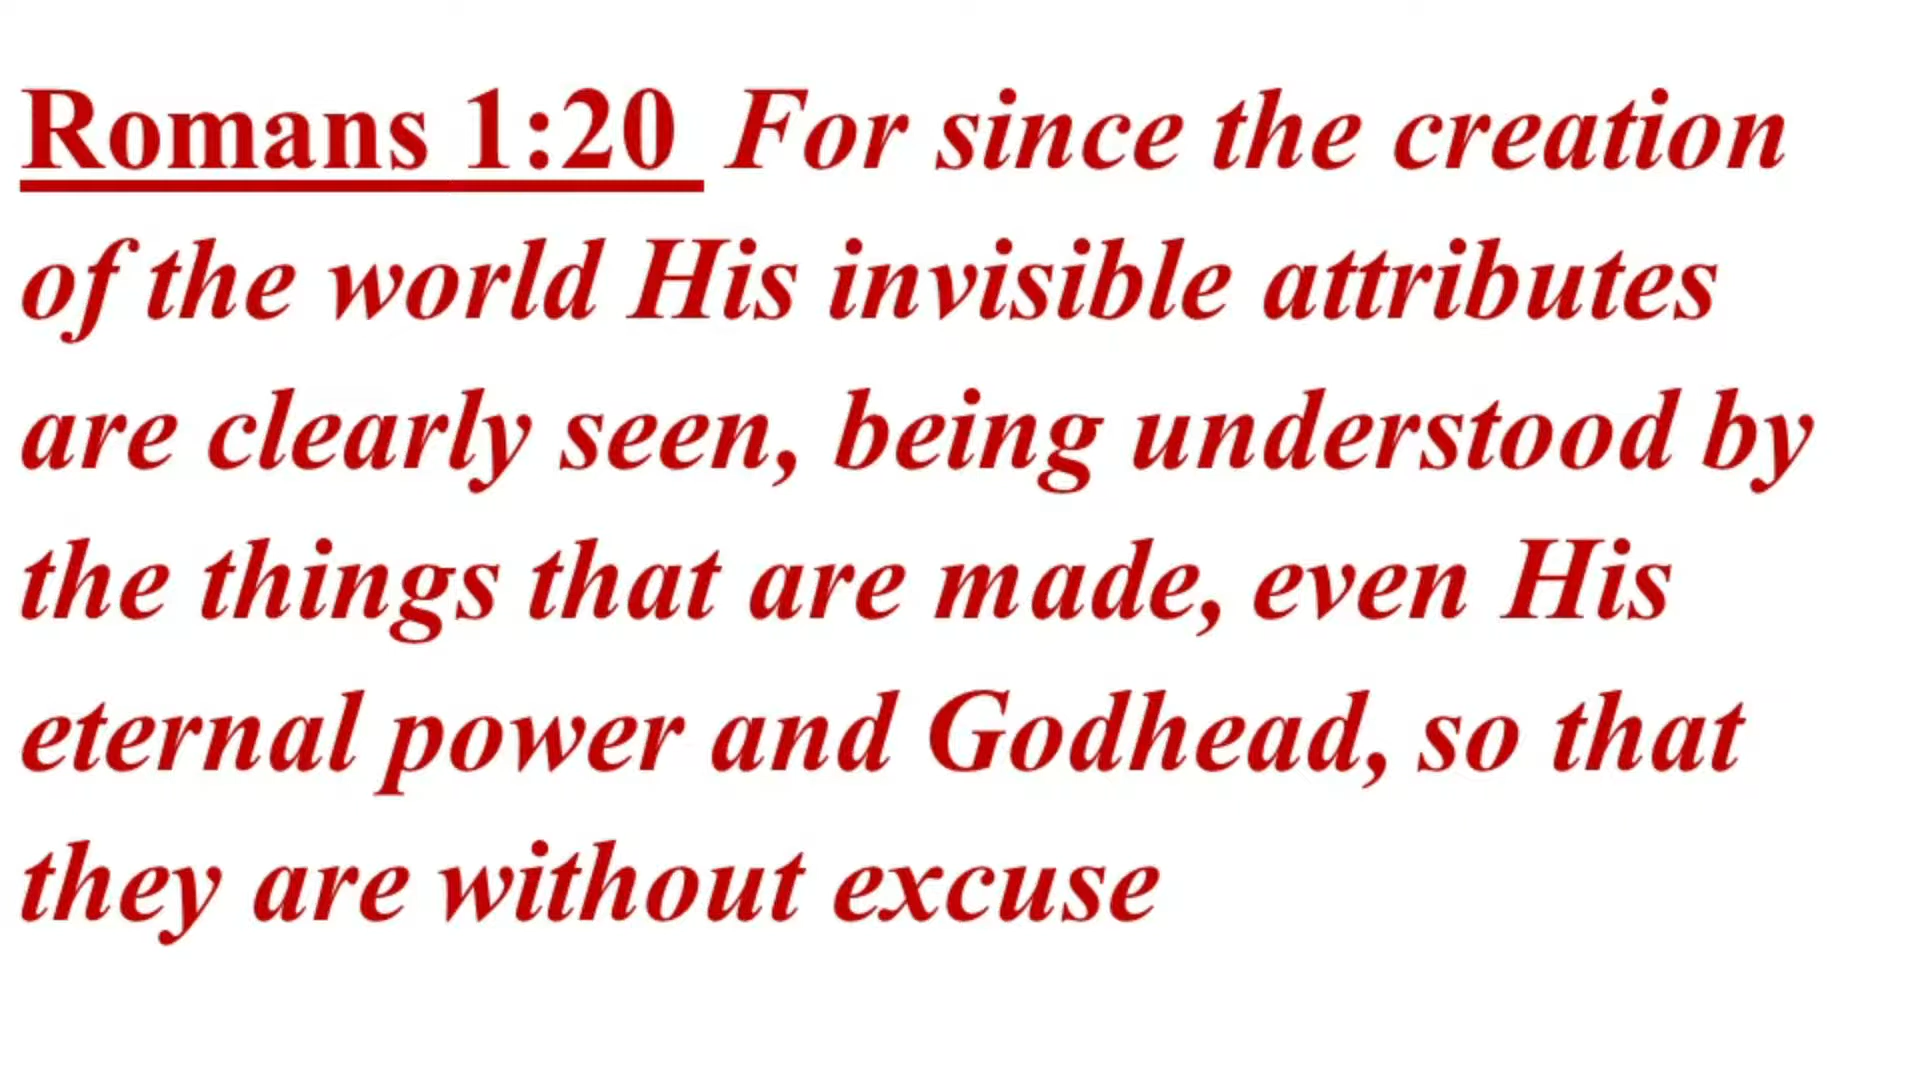 Romans 1:20 For since the creation
of the world His invisible attributes
are clearly seen, being understood by
the things that are made, even His
eternal power and Godhead, so that
they are without excuse